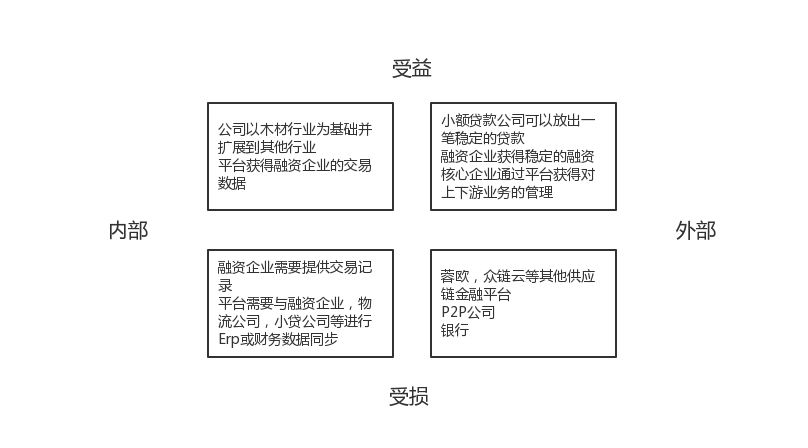 受益
公司以木材行业为基础并
扩展到其他行业
平台获得融资企业的交易
数据
小额贷款公司可以放出一
笔稳定的贷款
融资企业获得稳定的融资
核心企业通过平台获得对
上下游业务的管理
内部
外部
融资企业需要提供交易记
录
平台需要与融资企业，物
流公司，小贷公司等进行
Erp或财务数据同步
蓉欧，众链云等其他供应
链金融平台
P2P公司
银行
受损